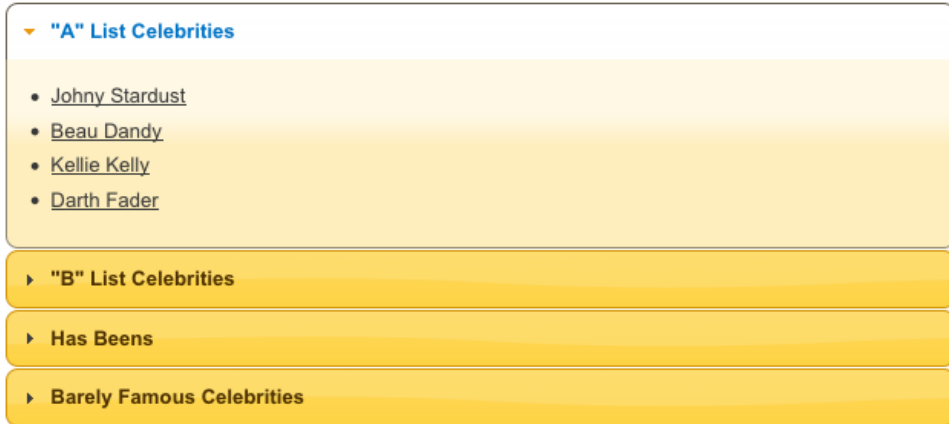 "A" List Celebrities
Johny Stardust
Beau Dandy
Kellie Kelly
Darth Fader
"B" List Celebrities
Has Beens
Barely Famous Celebrities